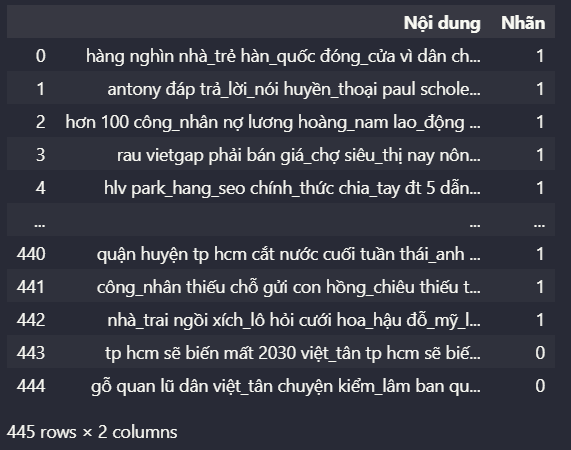 Nội dung Nhãn
0 hàng nghìn nhà_trẻ hàn_quốc đóng_cửa vì dân ch... 1
1 antony đáp trả_lời_nói huyền_thoại paul schole... 1
2 hơn 100 công_nhân nợ lương hoàng_nam lao_động ... 1
3 rau vietgap phải bán giá_chợ siêu_thị nay nôn... 1
4 hlv park_hang_seo chính_thức chia_tay đt 5 dẫn... 1
... ... ...
440 quận huyện tp hcm cắt nước cuối tuần thái_anh ... 1
441 công_nhân thiếu chỗ gửi con hồng_chiêu thiếu t... 1
442 nhà_trai ngồi xích_lô hỏi cưới hoa_hậu đỗ_mỹ_l... 1
443 tp hcm sẽ biến mất 2030 việt_tân tp hcm sẽ biế... 0
444 gỗ quan lũ dân việt_tân chuyện kiểm_lâm ban qu... 0
445 rows × 2 columns